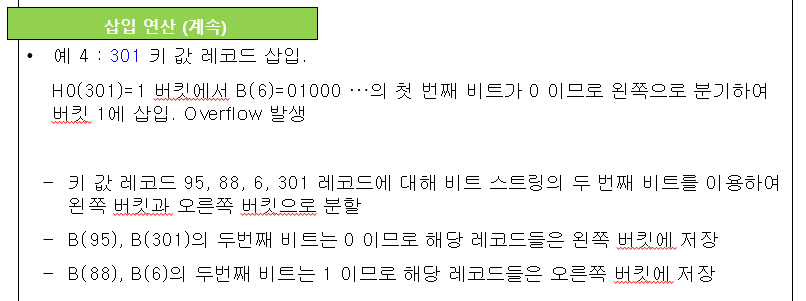 삽입 연산 (계속)
• 예 4 : 301 키 값 레코드 삽입.
H0(301)=1 버킷에서 B(6)=01000 …의 첫 번째 비트가 0 이므로 왼쪽으로 분기하여
버킷 1에 삽입. Overflow 발생
– 키 값 레코드 95, 88, 6, 301 레코드에 대해 비트 스트링의 두 번째 비트를 이용하여
왼쪽 버킷과 오른쪽 버킷으로 분할
– B(95), B(301)의 두번째 비트는 0 이므로 해당 레코드들은 왼쪽 버킷에 저장
– B(88), B(6)의 두번째 비트는 1 이므로 해당 레코드들은 오른쪽 버킷에 저장